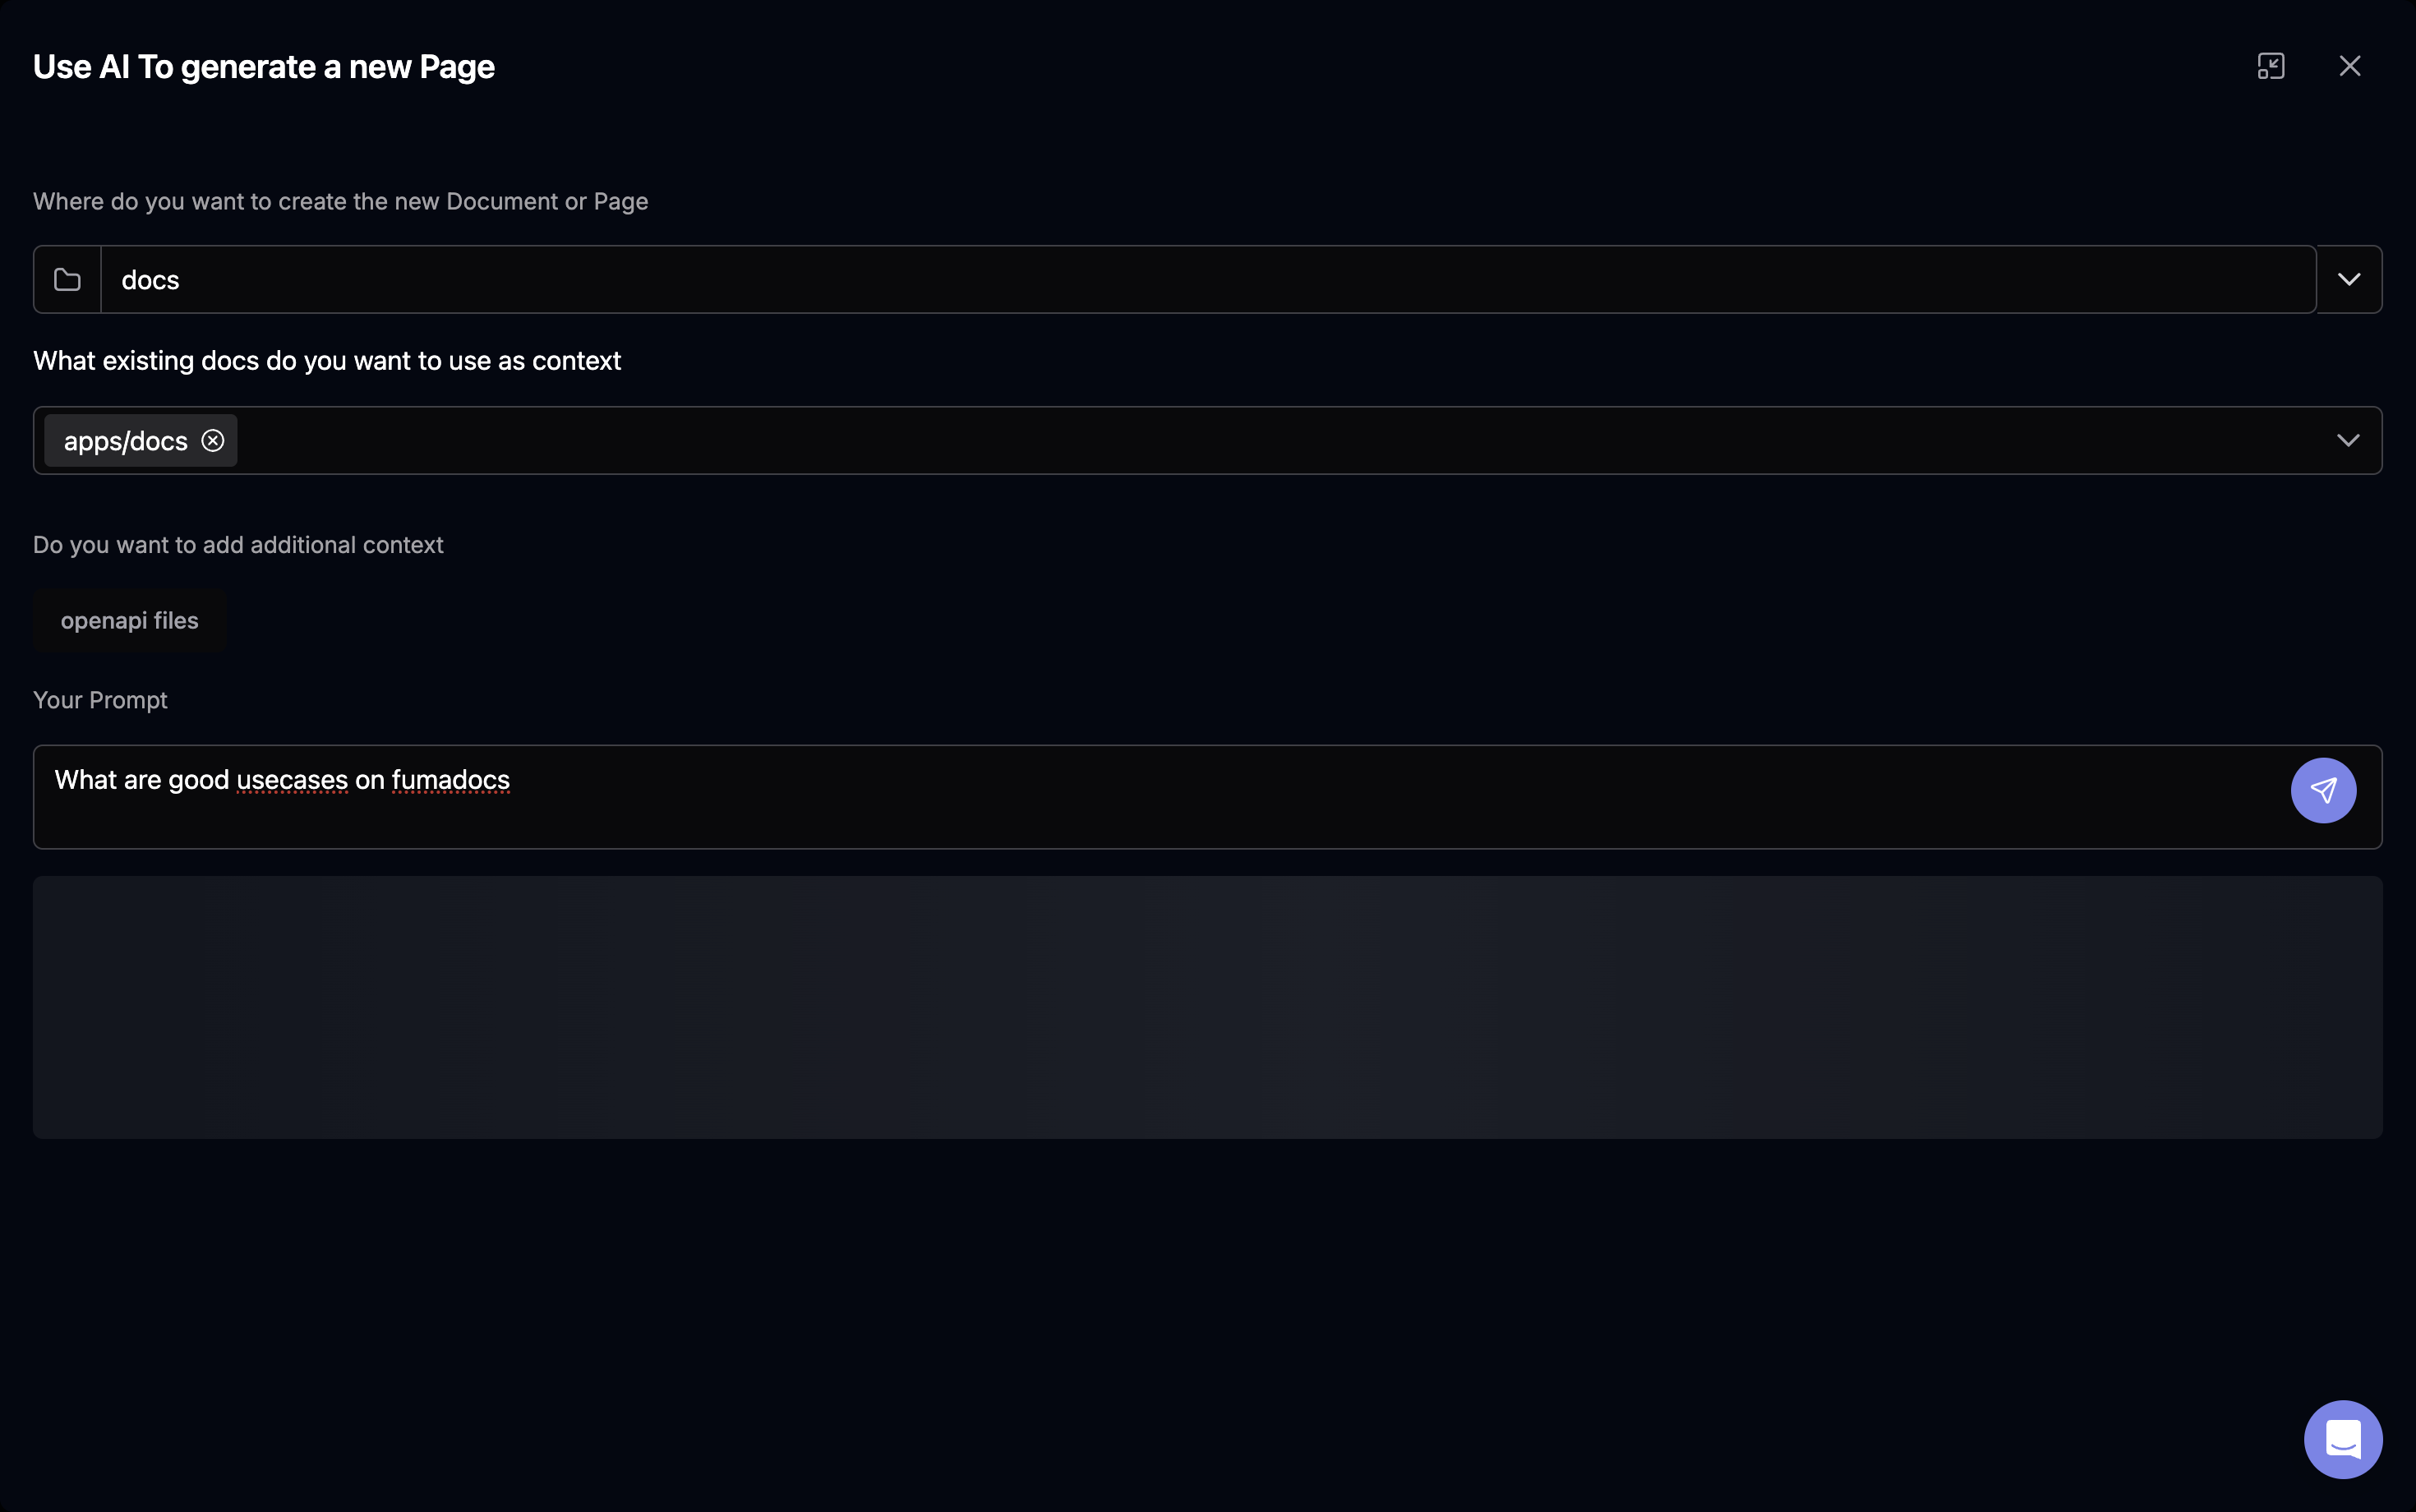 Use AI To generate a new Page
Where do you want to create the new Document or Page
docs
What existing docs do you want to use as context
apps/docs
Do you want to add additional context
openapi files
Your Prompt
What are good usecases on fumadocs